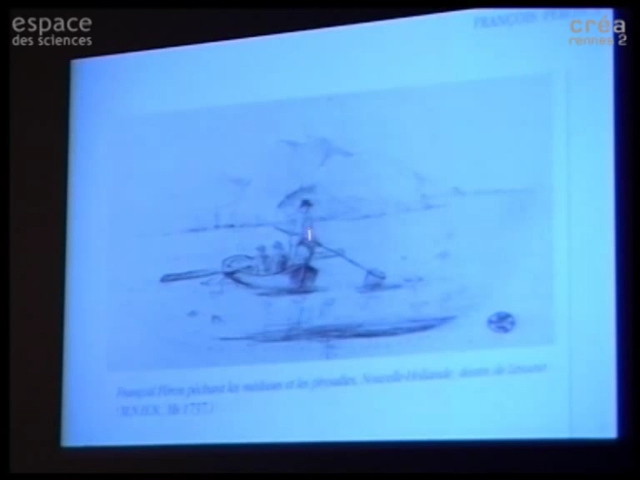 espace
des sciences
créa
rennes 2
FRANÇOIS
François Péron pêchant les méduses et les pyrosomes. Nouvelle-Hollande, dessin de Lesueur